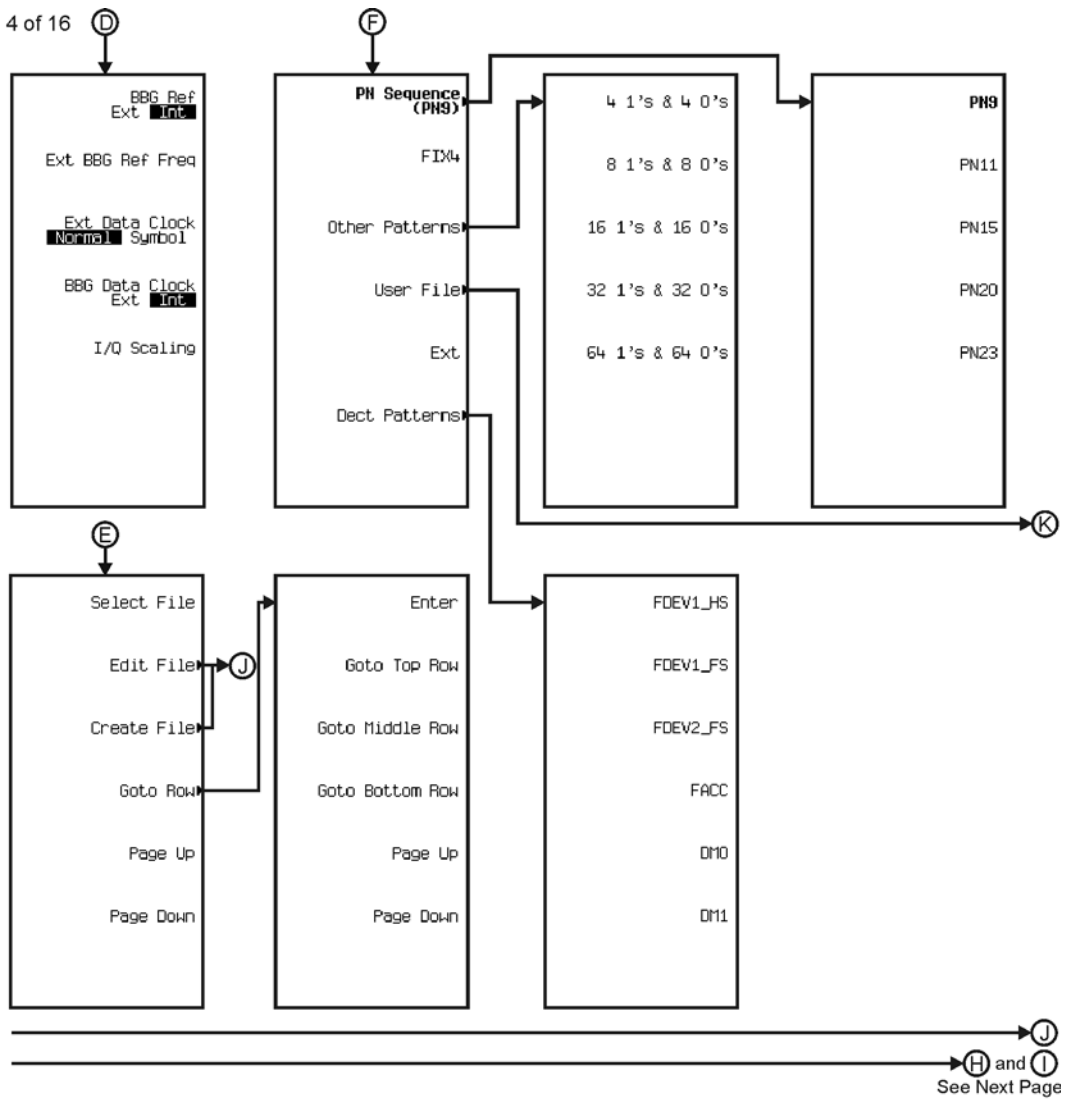 4 of 16
D
F
BBG Ref
Ext Int
Ext BBG Ref Freq
Ext Data Clock
Normal Symbol
BBG Data Clock
Ext Int
I/Q Scaling
PN Sequence
(PN9)
FIX4
Other Patterns
User File
Ext
Dect Patterns
4 1's & 4 0's
8 1's & 8 0's
16 1's & 16 0's
32 1's & 32 0's
64 1's & 64 0's
PN9
PN11
PN15
PN20
PN23
K
E
Select File
Edit File
J
Create File
Goto Row
Page Up
Page Down
Enter
Goto Top Row
Goto Middle Row
Goto Bottom Row
Page Up
Page Down
FDEV1_HS
FDEV1_FS
FDEV2_FS
FACC
DM0
DM1
J
H and I
See Next Page